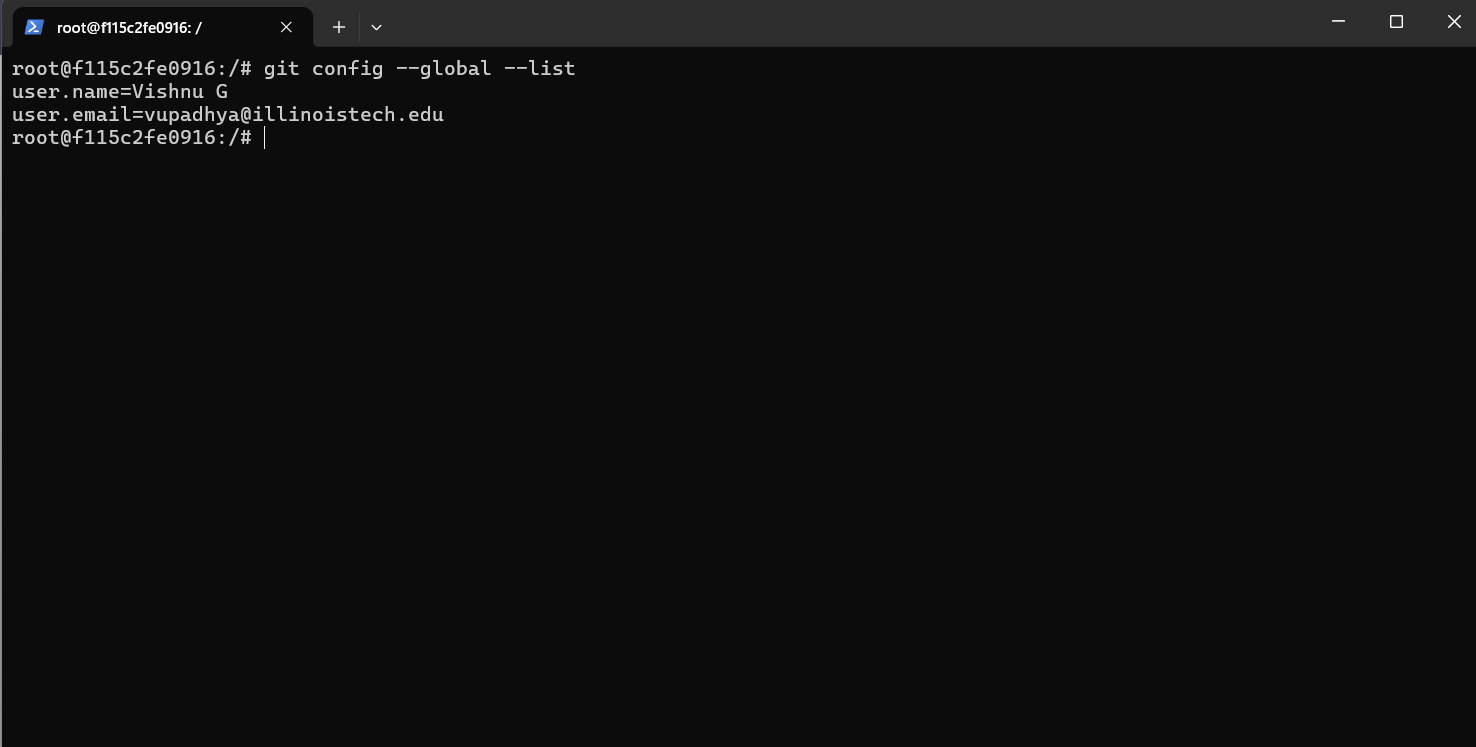 root@f115c2fe0916: /
root@f115c2fe0916:/# git config --global --list
user.name=Vishnu G
user.email=vupadhya@illinoistech.edu
root@f115c2fe0916:/#